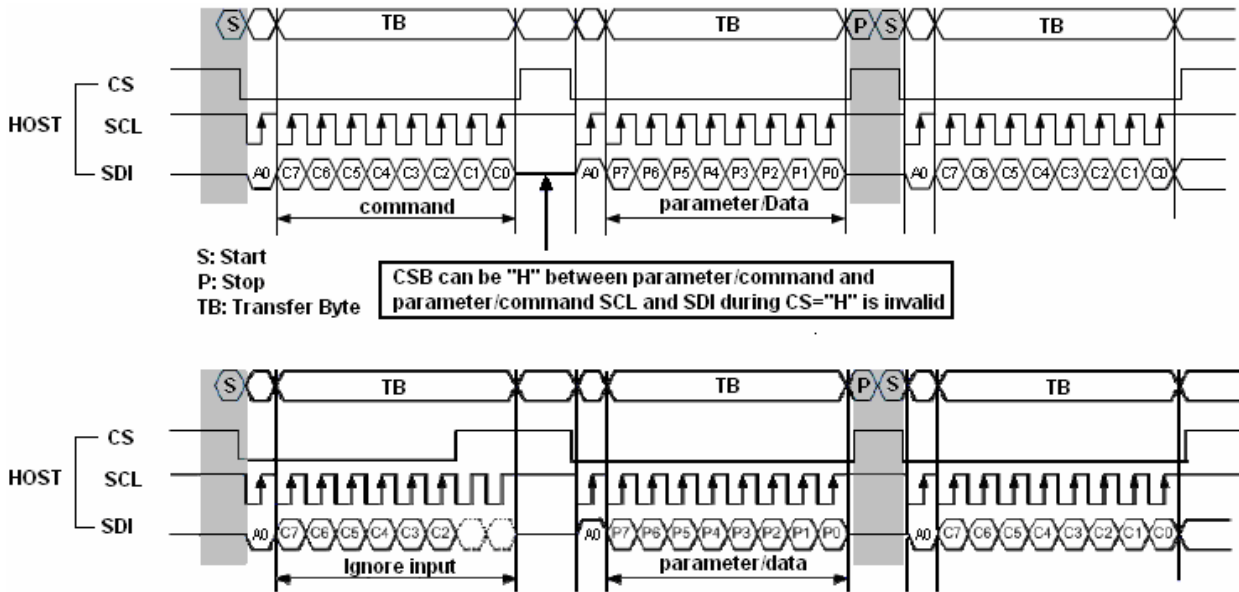 S TB TB P S TB
CS
HOST SCL
SDI A0 C7 C6 C5 C4 C3 C2 C1 C0 A0 P7 P6 P5 P4 P3 P2 P1 P0 A0 C7 C6 C5 C4 C3 C2 C1 C0
command parameter/Data
S: Start
P: Stop
TB: Transfer Byte
CSB can be "H" between parameter/command and
parameter/command SCL and SDI during CS="H" is invalid
S TB TB P S TB
CS
HOST SCL
SDI A0 C7 C6 C5 C4 C3 C2 A0 P7 P6 P5 P4 P3 P2 P1 P0 A0 C7 C6 C5 C4 C3 C2 C1 C0
Ignore input parameter/data